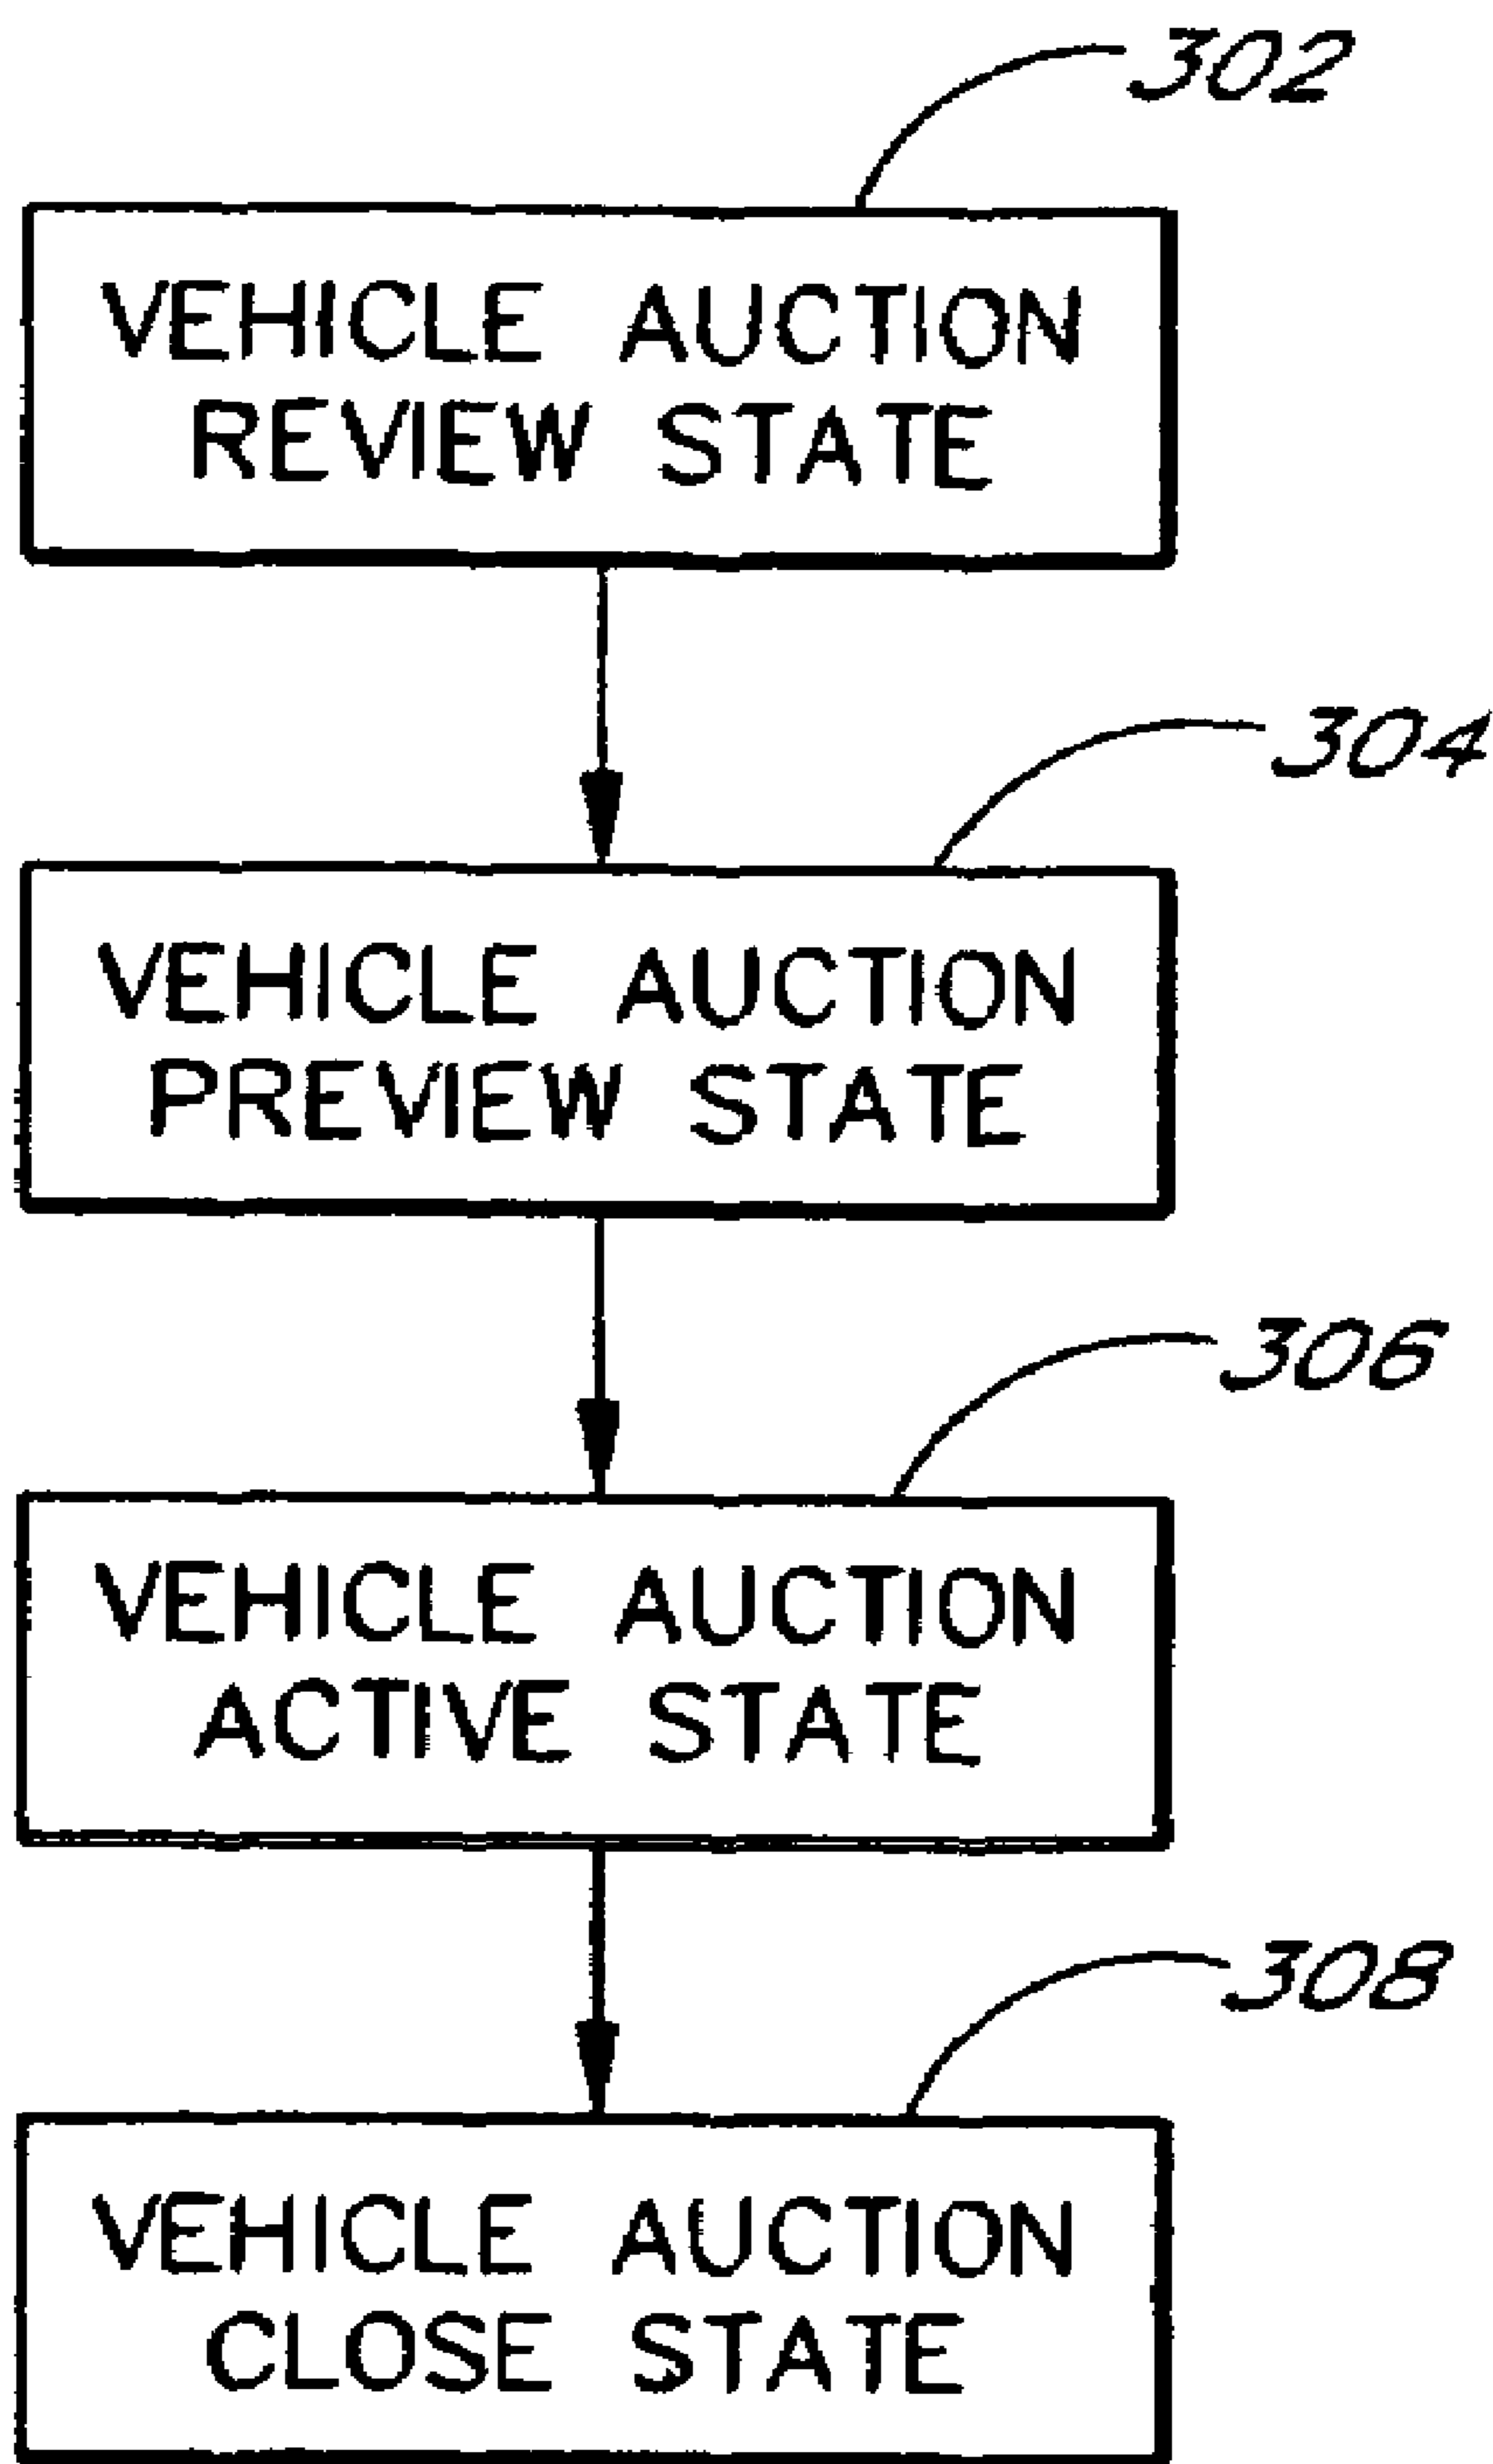 302
VEHICLE AUCTION
REVIEW STATE
304
VEHICLE AUCTION
PREVIEW STATE
306
VEHICLE AUCTION
ACTIVE STATE
308
VEHICLE AUCTION
CLOSE STATE